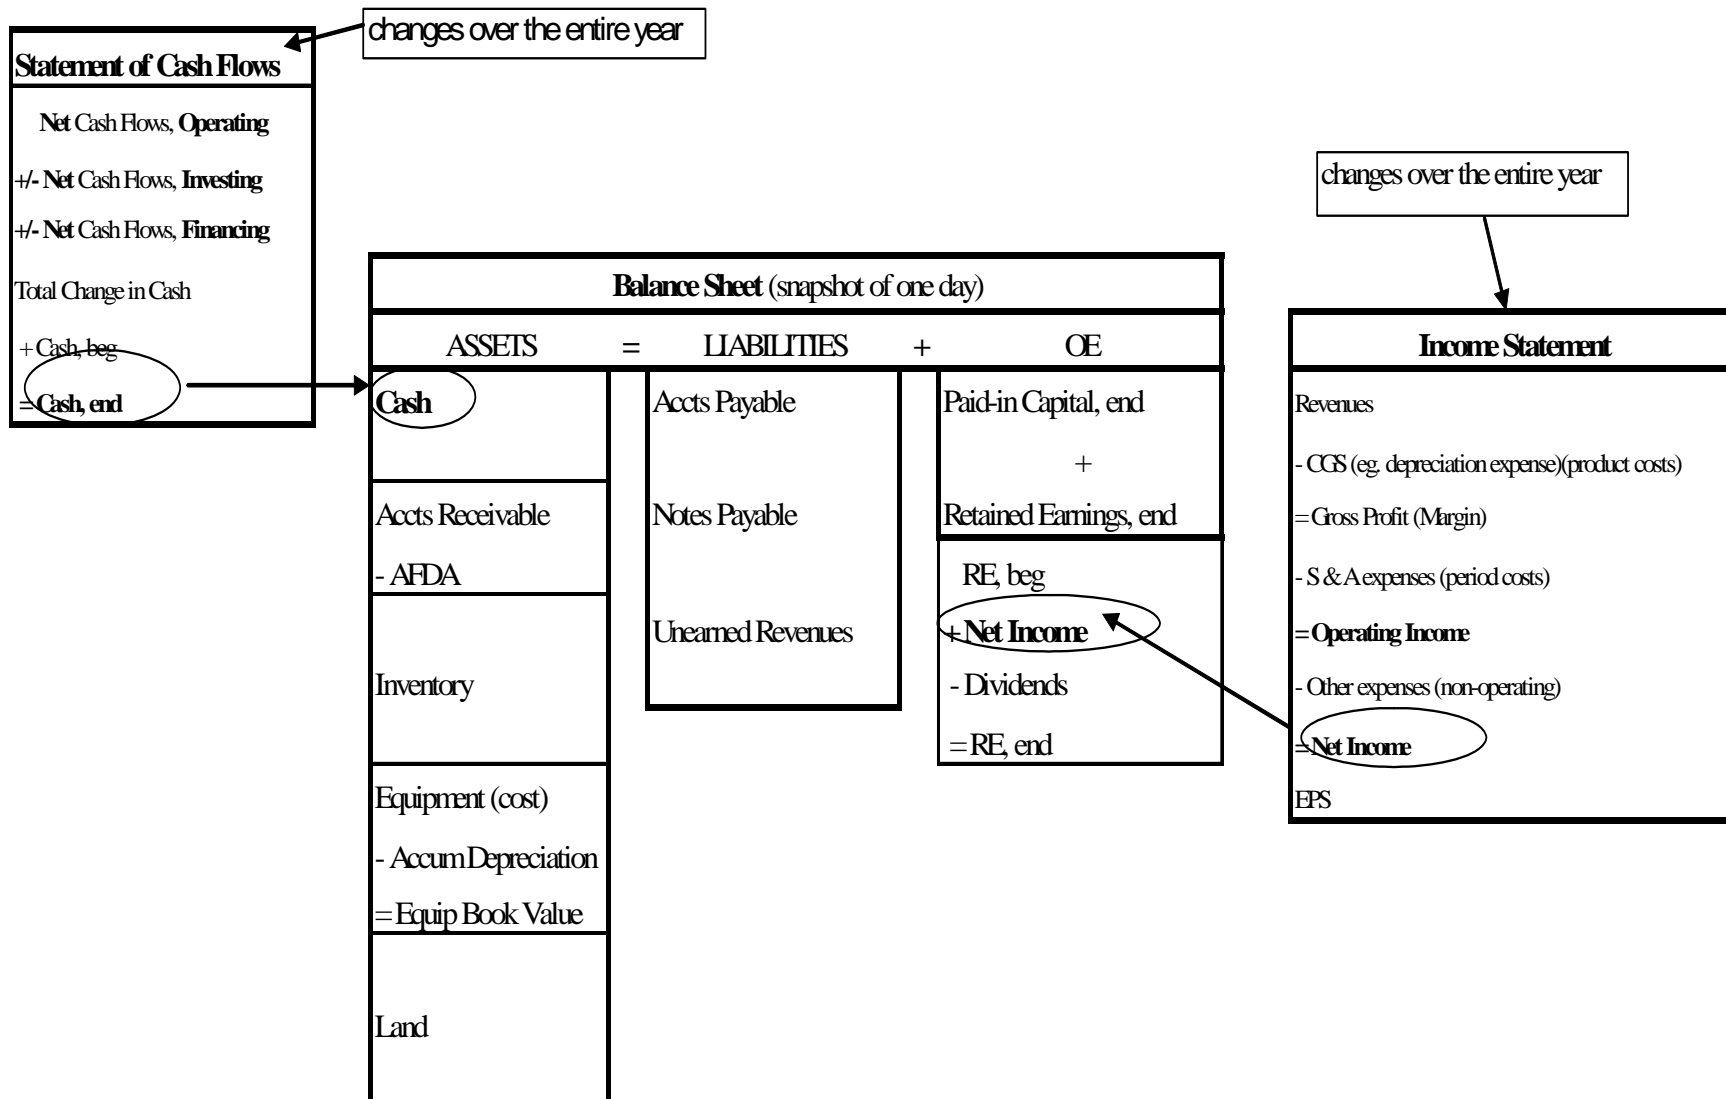 changes over the entire year
Statement of Cash Flows
Net Cash Flows, Operating
+/- Net Cash Flows, Investing
+/- Net Cash Flows, Financing
Total Change in Cash
+ Cash, beg
= Cash, end
changes over the entire year
Balance Sheet (snapshot of one day)
ASSETS = LIABILITIES + OE
Cash
Accts Receivable
- AFDA
Inventory
Equipment (cost)
- Accum Depreciation
= Equip Book Value
Land
Accts Payable
Notes Payable
Unearned Revenues
Paid-in Capital, end
+
Retained Earnings, end
RE, beg
+ Net Income
- Dividends
= RE, end
Income Statement
Revenues
- CGS (eg. depreciation expense)(product costs)
= Gross Profit (Margin)
- S & A expenses (period costs)
= Operating Income
- Other expenses (non-operating)
= Net Income
EPS